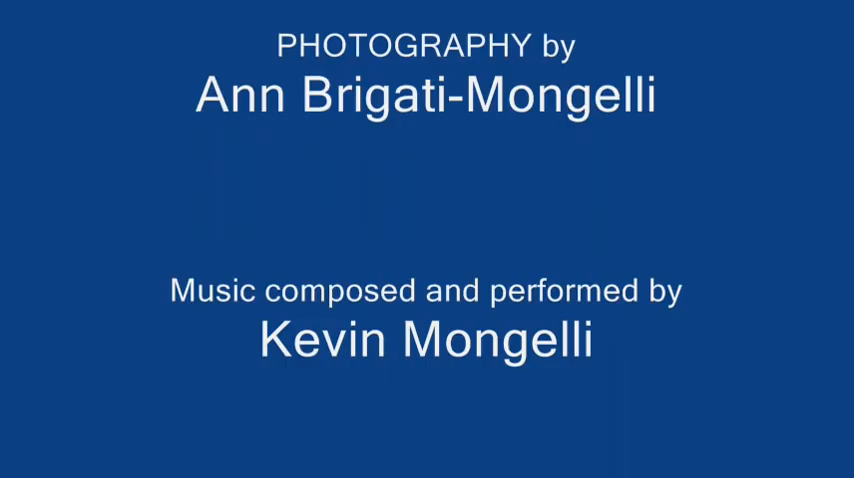 PHOTOGRAPHY by
Ann Brigati-Mongelli
Music composed and performed by
Kevin Mongelli